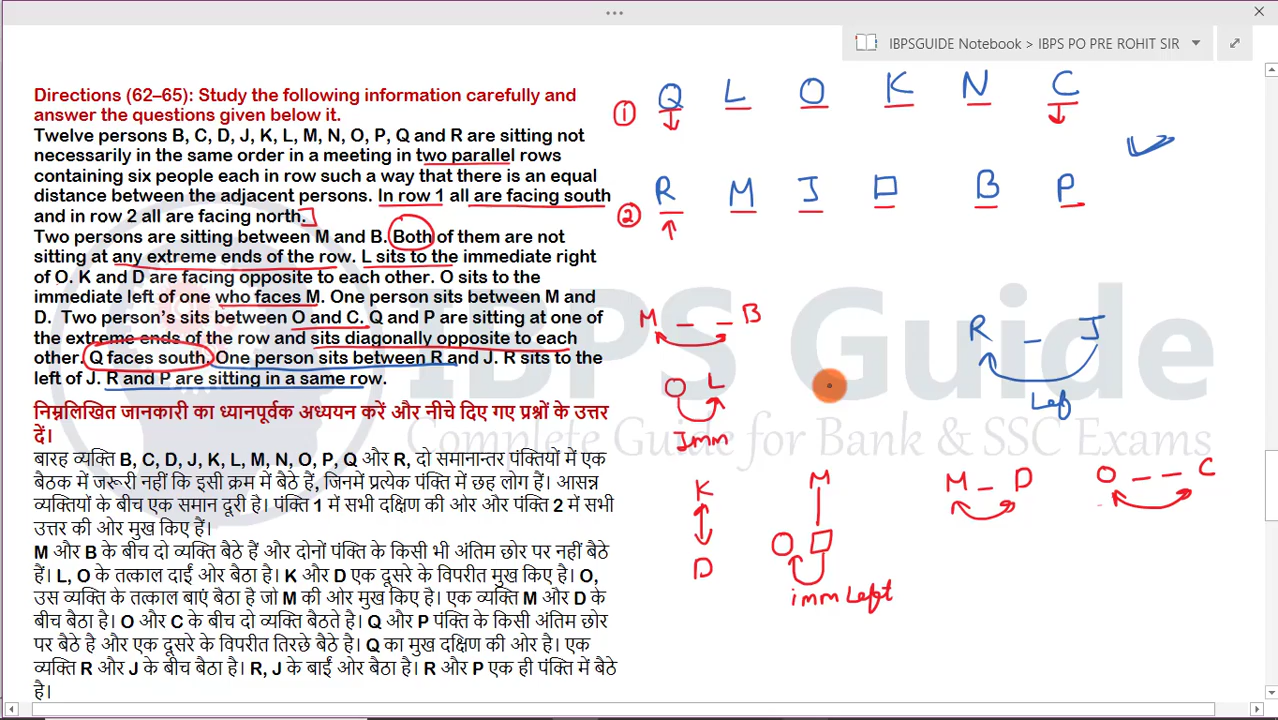 IBPSGUIDE Notebook > IBPS PO PRE ROHIT SIR
Directions (62–65): Study the following information carefully and
answer the questions given below it.
Twelve persons B, C, D, J, K, L, M, N, O, P, Q and R are sitting not
necessarily in the same order in a meeting in two parallel rows
containing six people each in row such a way that there is an equal
distance between the adjacent persons. In row 1 all are facing south
and in row 2 all are facing north.
Two persons are sitting between M and B. Both of them are not
sitting at any extreme ends of the row. L sits to the immediate right
of O. K and D are facing opposite to each other. O sits to the
immediate left of one who faces M. One person sits between M and
D. Two person's sits between O and C. Q and P are sitting at one of
the extreme ends of the row and sits diagonally opposite to each
other. Q faces south. One person sits between R and J. R sits to the
left of J. R and P are sitting in a same row.
निम्नलिखित जानकारी का ध्यानपूर्वक अध्ययन करें और नीचे दिए गए प्रश्नों के उत्तर
दें।
बारह व्यक्ति B, C, D, J, K, L, M, N, O, P, Q और R, दो समानान्तर पंक्तियों में एक
बैठक में जरूरी नहीं कि इसी क्रम में बैठे हैं, जिनमें प्रत्येक पंक्ति में छह लोग हैं। आसन्न
व्यक्तियों के बीच एक समान दूरी है। पंक्ति 1 में सभी दक्षिण की ओर और पंक्ति 2 में सभी
उत्तर की ओर मुख किए हैं।
M और B के बीच दो व्यक्ति बैठे हैं और दोनों पंक्ति के किसी भी अंतिम छोर पर नहीं बैठे
हैं। L, O के तत्काल दाईं ओर बैठा है। K और D एक दूसरे के विपरीत मुख किए है। O,
उस व्यक्ति के तत्काल बाएं बैठा है जो M की ओर मुख किए है। एक व्यक्ति M और D के
बीच बैठा है। O और C के बीच दो व्यक्ति बैठते है। Q और P पंक्ति के किसी अंतिम छोर
पर बैठे है और एक दूसरे के विपरीत तिरछे बैठे है। Q का मुख दक्षिण की ओर है। एक
व्यक्ति R और J के बीच बैठा है। R, J के बाईं ओर बैठा है। R और P एक ही पंक्ति में बैठे
है।
1 Q L O K N C
2 R M J D B P
M _ _ B
R _ J
Left
O L
Imm
K
D
M
O
imm Left
M _ D
O _ _ C
IBPS Guide
Complete Guide for Bank & SSC Exams